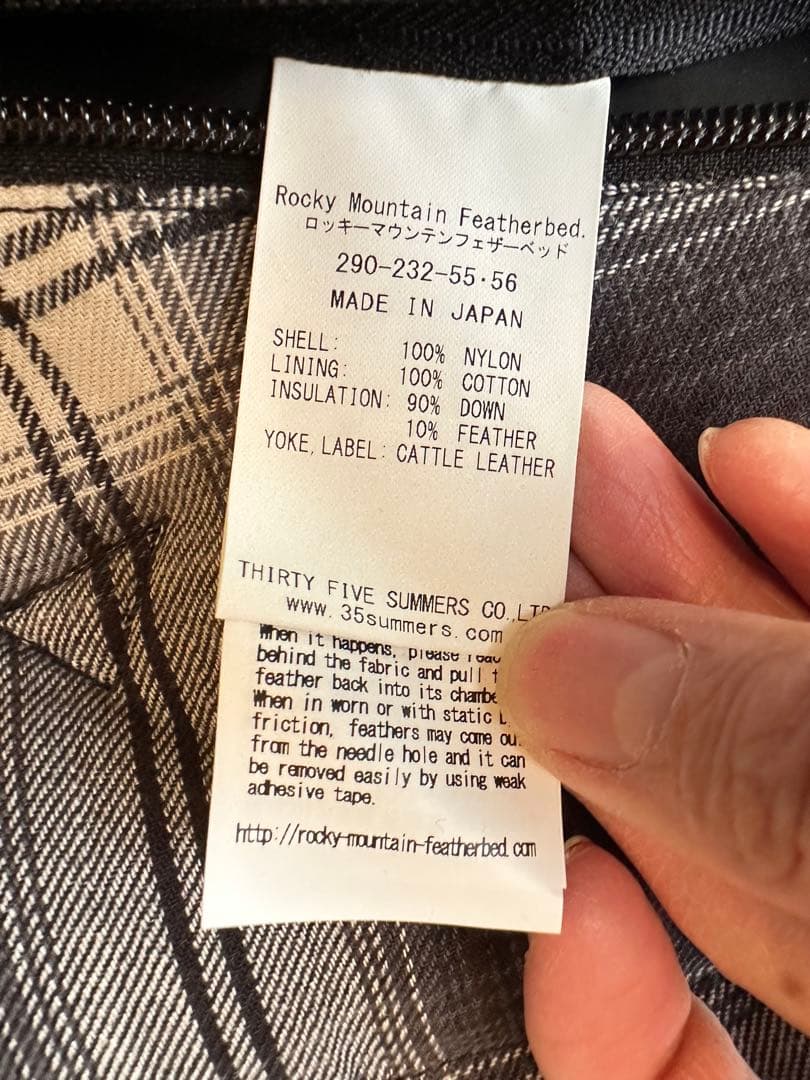 Rocky Mountain Featherbed.
ロッキーマウンテンフェザーベッド
290-232-55・56
MADE IN JAPAN
SHELL: 100% NYLON
LINING: 100% COTTON
INSULATION: 90% DOWN
10% FEATHER
YOKE, LABEL: CATTLE LEATHER
THIRTY FIVE SUMMERS CO.,LTD
www.35summers.com
When it happens, please
behind the fabric and pull
feather back into its
When in worn or with static
friction, feathers may come
from the needle hole and it can
be removed easily by using weak
adhesive tape.
http://rocky-mountain-featherbed.com